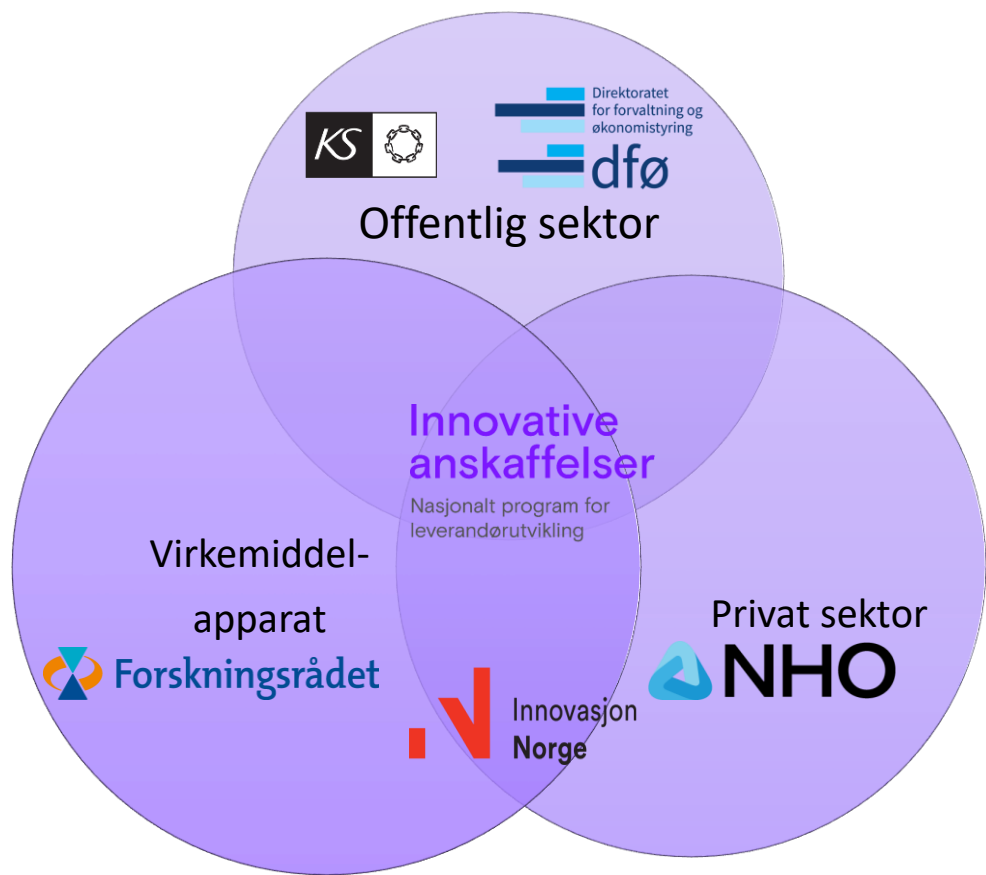 KS
Direktoratet
for forvaltning og
økonomistyring
dfø
Offentlig sektor
Innovative
anskaffelser
Nasjonalt program for
leverandørutvikling
Virkemiddel-
apparat
Forskningsrådet
Privat sektor
NHO
Innovasjon
Norge